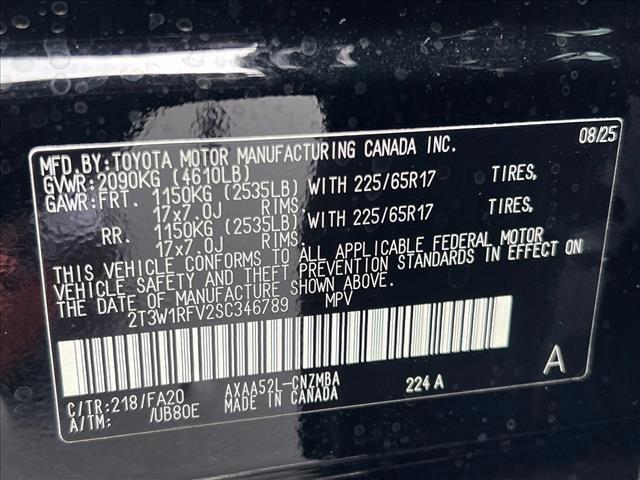 08/25
MFD.BY:TOYOTA MOTOR MANUFACTURING CANADA INC.
GVWR:2090KG (4610LB)
GAWR:FRT. 1150KG (2535LB) WITH 225/65R17 TIRES,
17x7.0J RIMS,
RR. 1150KG (2535LB) WITH 225/65R17 TIRES,
17x7.0J RIMS.
THIS VEHICLE CONFORMS TO ALL APPLICABLE FEDERAL MOTOR
VEHICLE SAFETY AND THEFT PREVENTION STANDARDS IN EFFECT ON
THE DATE OF MANUFACTURE SHOWN ABOVE.
2T3W1RFV2SC346789 MPV
C/TR:218/FA20 AXAA52L-CNZMBA 224A A
A/TM: /UB80E MADE IN CANADA